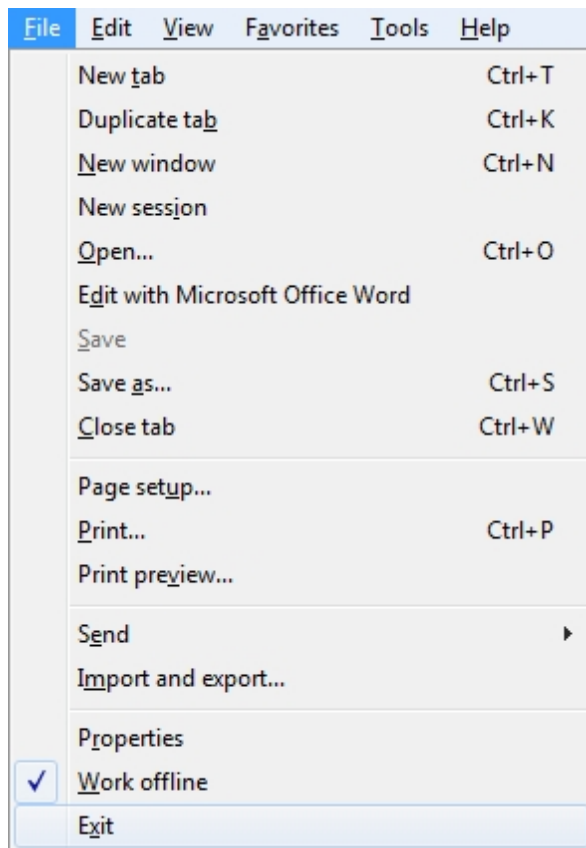 File Edit View Favorites Tools Help
New tab Ctrl+T
Duplicate tab Ctrl+K
New window Ctrl+N
New session
Open... Ctrl+O
Edit with Microsoft Office Word
Save
Save as... Ctrl+S
Close tab Ctrl+W
Page setup...
Print... Ctrl+P
Print preview...
Send
Import and export...
Properties
Work offline
Exit